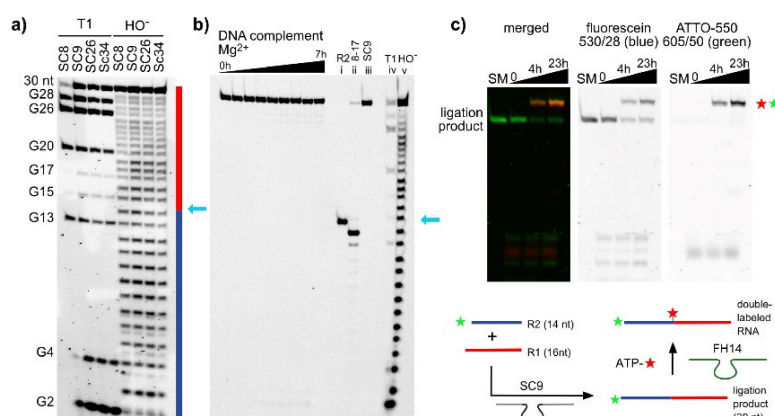 a)
T1 HO⁻
SC8 SC9 SC26 Sc34 SC8 SC9 SC26 Sc34
30 nt
G28
G26
G20
G17
G15
G13
G4
G2
b)
DNA complement
Mg²⁺
0h 7h
R2 8-17 SC9 T1 HO⁻
i ii iii iv v
c)
merged fluorescein ATTO-550
530/28 (blue) 605/50 (green)
SM 0 4h 23h SM 0 4h 23h SM 0 4h 23h
ligation
product
R2 (14 nt)
+
R1 (16nt)
SC9
double-
labeled
RNA
ATP-
FH14
ligation
product